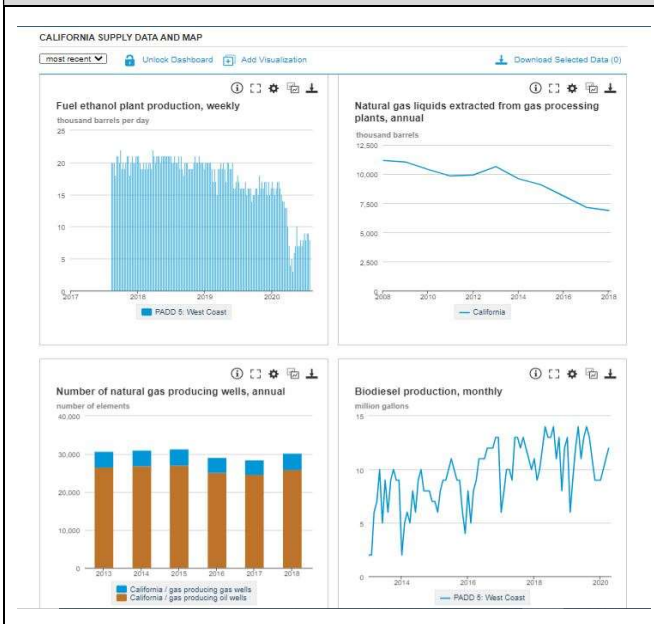 CALIFORNIA SUPPLY DATA AND MAP
most recent Unlock Dashboard Add Visualization Download Selected Data (0)
Fuel ethanol plant production, weekly
thousand barrels per day
25
20
15
10
5
0
2017 2018 2019 2020
PADD 5: West Coast
Natural gas liquids extracted from gas processing
plants, annual
thousand barrels
12,500
10,000
7,500
5,000
2,500
0
2008 2010 2012 2014 2016 2018
California
Number of natural gas producing wells, annual
number of elements
40,000
30,000
20,000
10,000
0
2013 2014 2015 2016 2017 2018
California / gas producing gas wells
California / gas producing oil wells
Biodiesel production, monthly
million gallons
15
10
5
0
2014 2016 2018 2020
PADD 5: West Coast